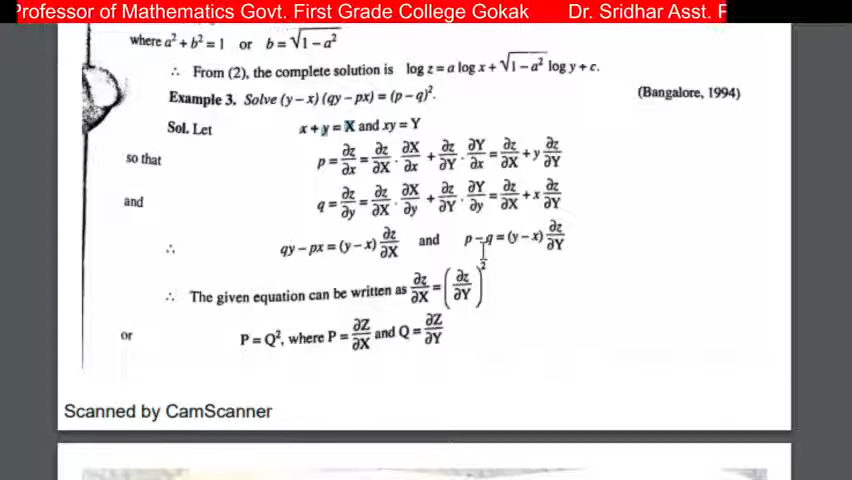 Professor of Mathematics Govt. First Grade College Gokak Dr. Sridhar Asst. P
where a² + b² = 1 or b = √(1 − a²)
∴ From (2), the complete solution is log z = a log x + √(1 − a²) log y + c.
Example 3. Solve (y − x) (qy − px) = (p − q)². (Bangalore, 1994)
Sol. Let x + y = X and xy = Y
so that p = ∂z/∂x = ∂z/∂X · ∂X/∂x + ∂z/∂Y · ∂Y/∂x = ∂z/∂X + y ∂z/∂Y
and q = ∂z/∂y = ∂z/∂X · ∂X/∂y + ∂z/∂Y · ∂Y/∂y = ∂z/∂X + x ∂z/∂Y
∴ qy − px = (y − x) ∂z/∂X and p − q = (y − x) ∂z/∂Y
∴ The given equation can be written as ∂z/∂X = (∂z/∂Y)²
or P = Q², where P = ∂Z/∂X and Q = ∂Z/∂Y
Scanned by CamScanner